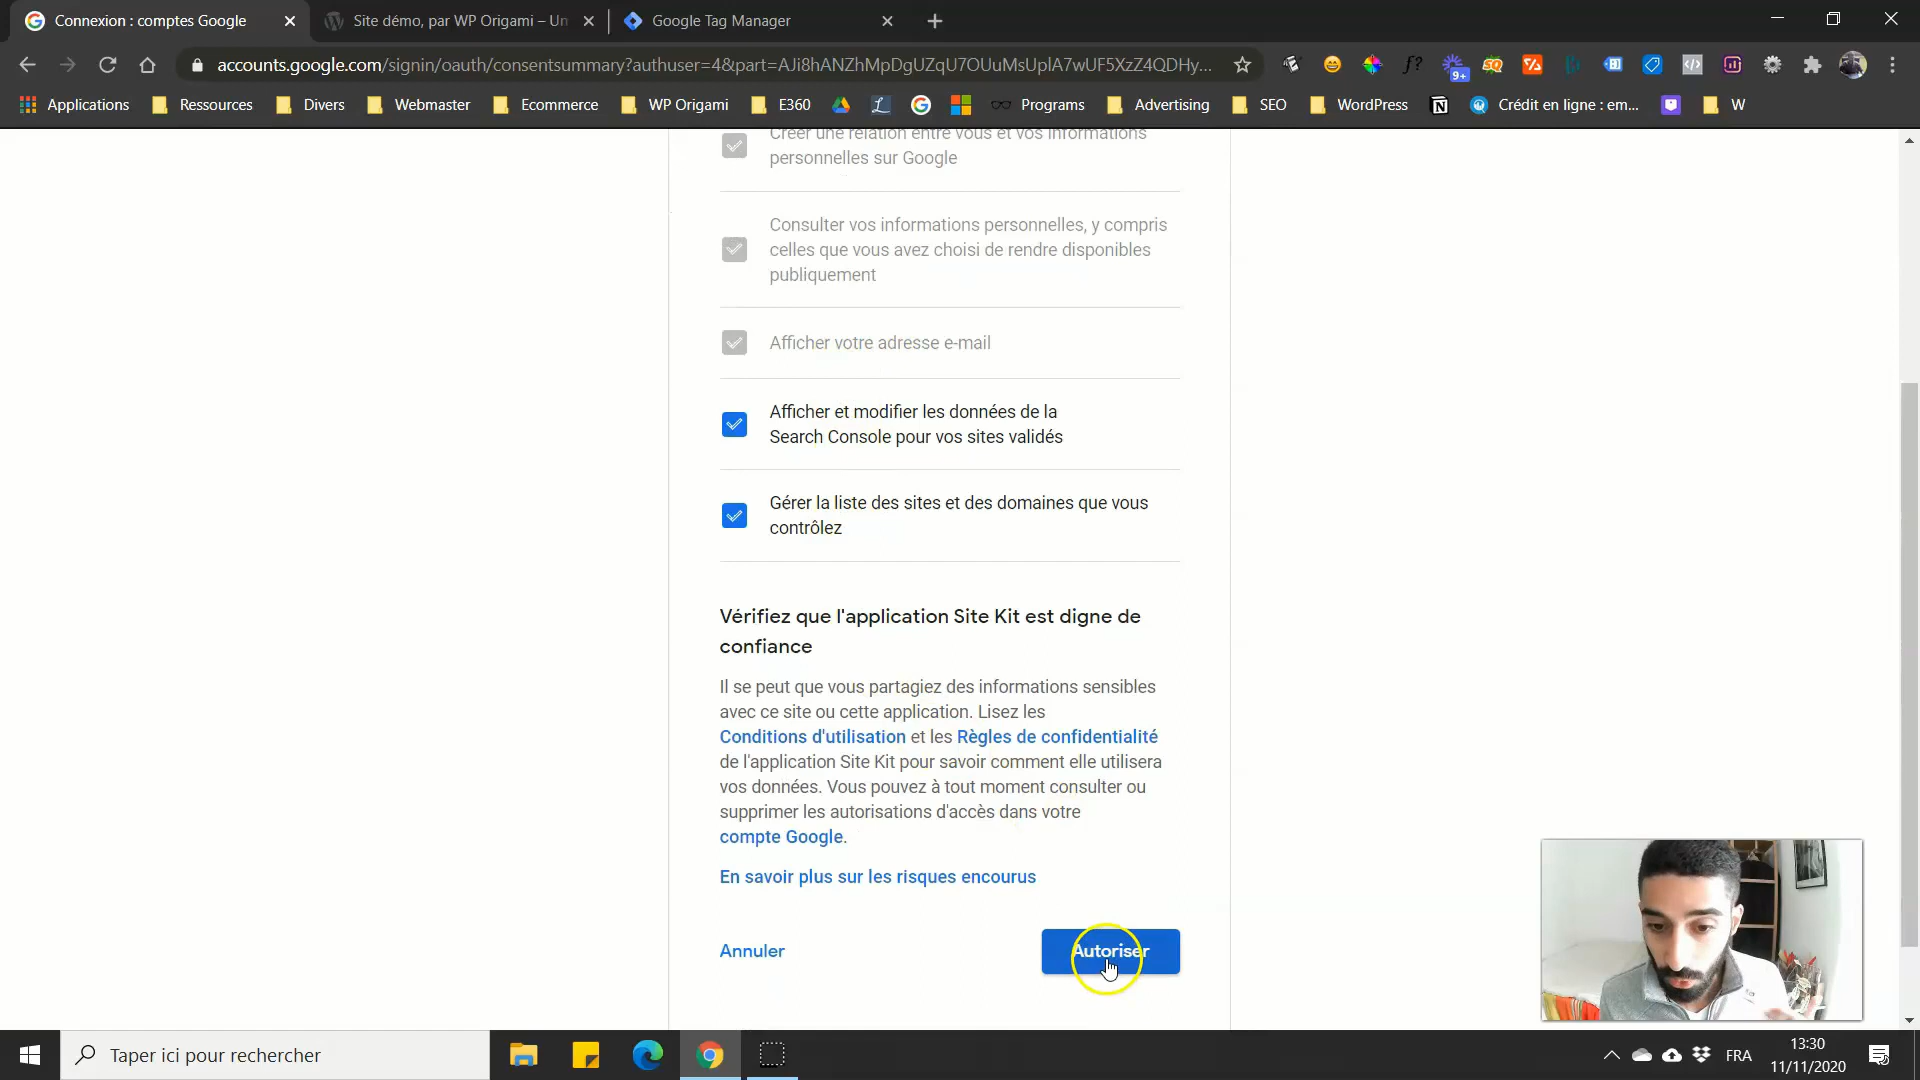 Connexion : comptes Google
Site démo, par WP Origami – Un
Google Tag Manager
accounts.google.com/signin/oauth/consentsummary?authuser=4&part=AJi8hANZhMpDgUZqU7OUuMsUplA7wUF5XzZ4QDHy...
9+
Applications
Ressources
Divers
Webmaster
Ecommerce
WP Origami
E360
Programs
Advertising
SEO
WordPress
Crédit en ligne : em...
W
Créer une relation entre vous et vos informations
personnelles sur Google
Consulter vos informations personnelles, y compris
celles que vous avez choisi de rendre disponibles
publiquement
Afficher votre adresse e-mail
Afficher et modifier les données de la
Search Console pour vos sites validés
Gérer la liste des sites et des domaines que vous
contrôlez
Vérifiez que l'application Site Kit est digne de
confiance
Il se peut que vous partagiez des informations sensibles
avec ce site ou cette application. Lisez les
Conditions d'utilisation et les Règles de confidentialité
de l'application Site Kit pour savoir comment elle utilisera
vos données. Vous pouvez à tout moment consulter ou
supprimer les autorisations d'accès dans votre
compte Google.
En savoir plus sur les risques encourus
Annuler
Autoriser
Taper ici pour rechercher
FRA
13:30
11/11/2020